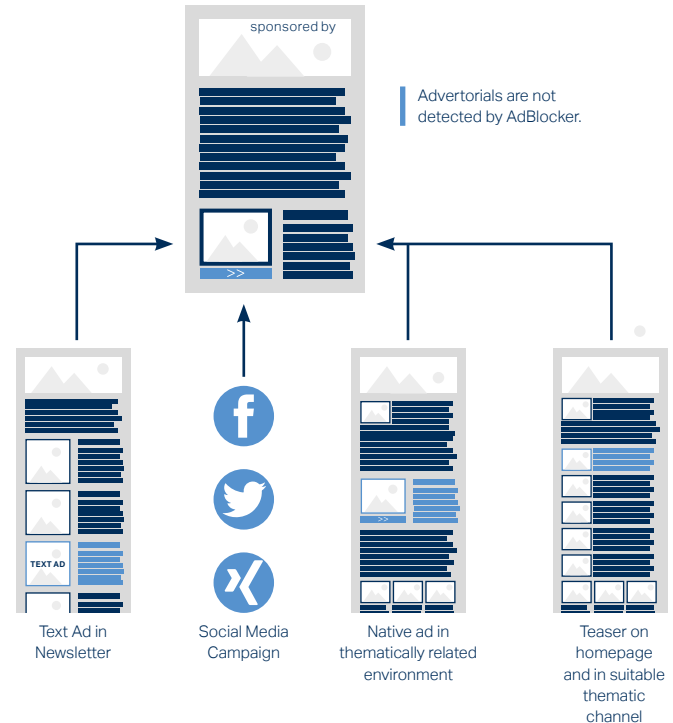 sponsored by
Advertorials are not
detected by AdBlocker.
>>
>>
TEXT AD
Text Ad in
Newsletter
Social Media
Campaign
Native ad in
thematically related
environment
Teaser on
homepage
and in suitable
thematic
channel